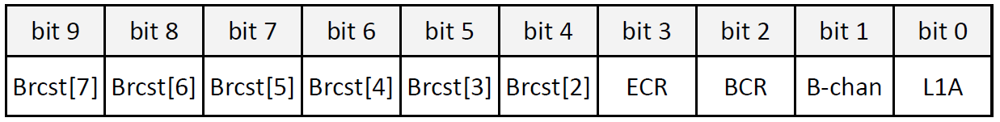 bit 9 bit 8 bit 7 bit 6 bit 5 bit 4 bit 3 bit 2 bit 1 bit 0
Brcst[7] Brcst[6] Brcst[5] Brcst[4] Brcst[3] Brcst[2] ECR BCR B-chan L1A